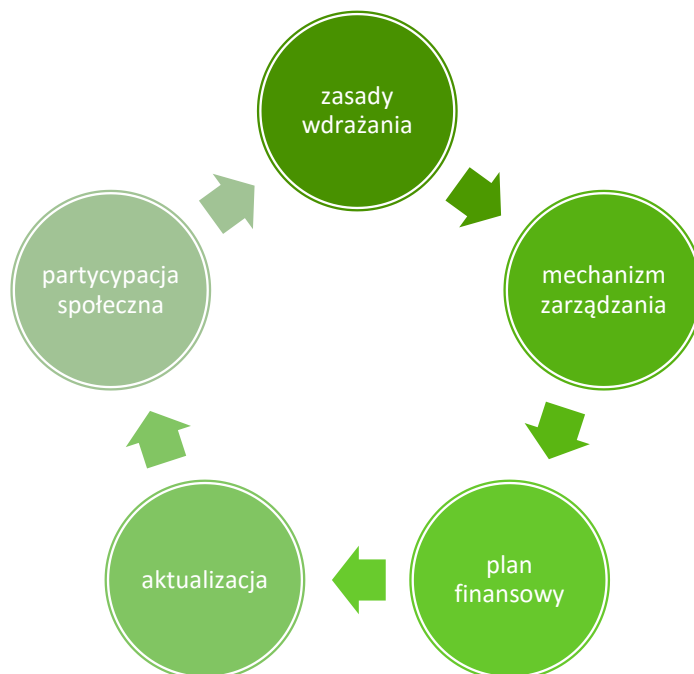 zasady
wdrażania
mechanizm
zarządzania
plan
finansowy
aktualizacja
partycypacja
społeczna